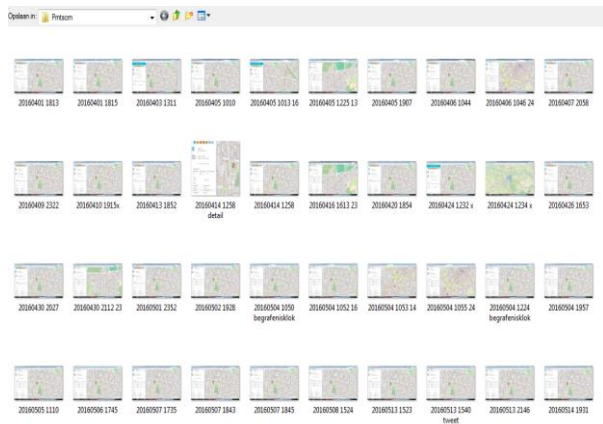 Opslaan in: Prntscrn
20160401 1813 20160401 1815 20160403 1311 20160405 1010 20160405 1013 16 20160405 1225 13 20160405 1907 20160406 1044 20160406 1046 24 20160407 2058
20160409 2322 20160410 1915x 20160413 1852 20160414 1258 detail 20160414 1258 20160416 1613 23 20160420 1854 20160424 1232 x 20160424 1234 x 20160426 1653
20160430 2027 20160430 2112 23 20160501 2352 20160502 1928 20160504 1050 begrafenisklok 20160504 1052 16 20160504 1053 14 20160504 1055 24 20160504 1224 begrafenisklok 20160504 1957
20160505 1110 20160506 1745 20160507 1735 20160507 1843 20160507 1845 20160508 1524 20160513 1523 20160513 1540 tweet 20160513 2146 20160514 1931